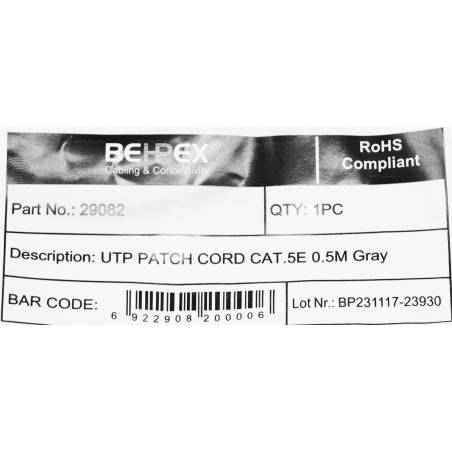 BEHPEX®
Cabling & Connectivity
RoHS
Compliant
Part No.: 29082
QTY: 1PC
Description: UTP PATCH CORD CAT.5E 0.5M Gray
BAR CODE:
6 922908 200006
Lot Nr.: BP231117-23930